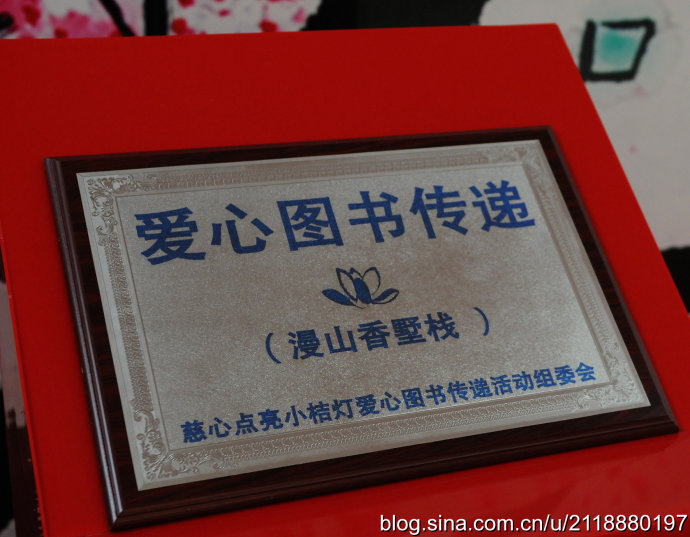 爱心图书传递
（漫山香墅栈）
慈心点亮小桔灯爱心图书传递活动组委会
blog.sina.com.cn/u/2118880197